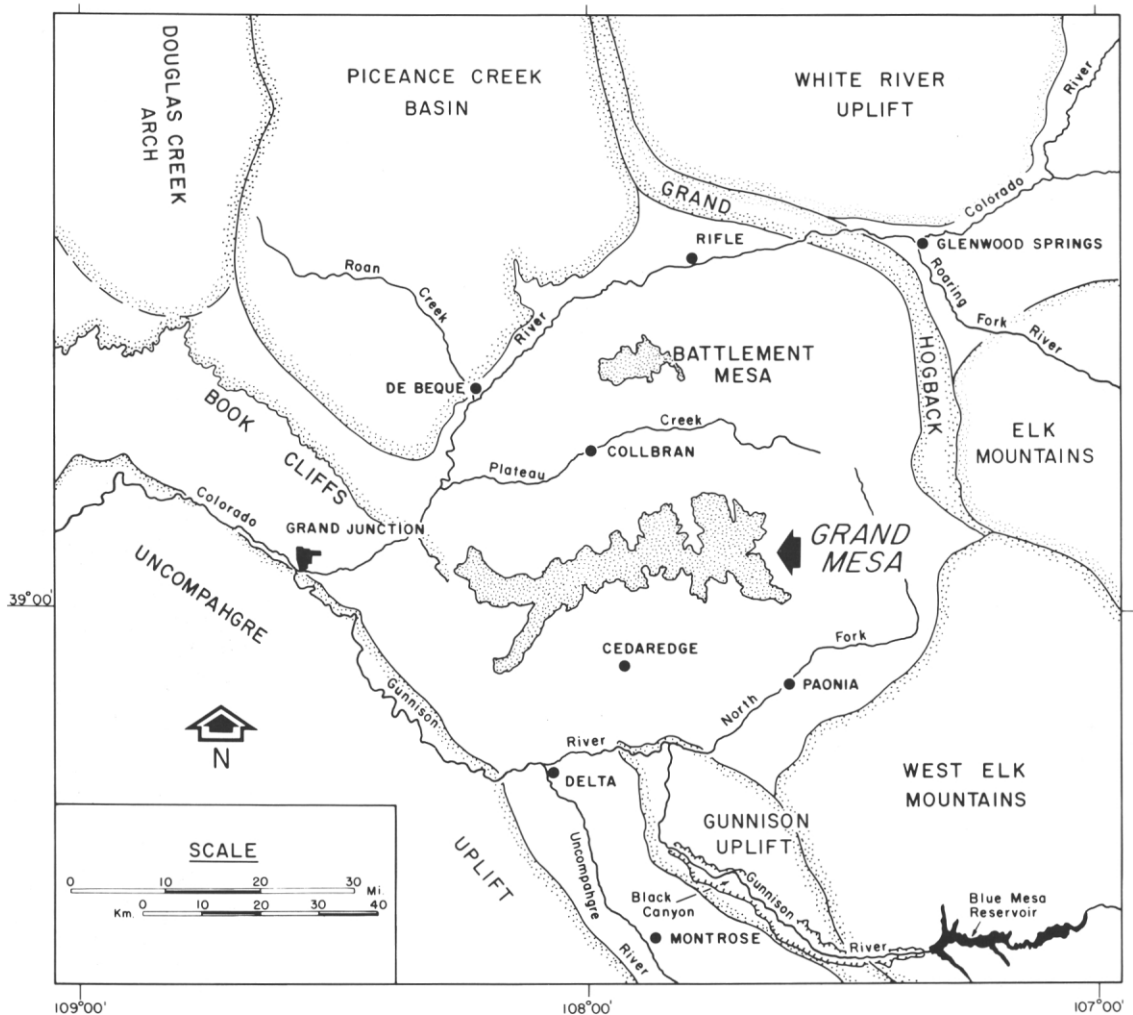 DOUGLAS CREEK
ARCH
PICEANCE CREEK
BASIN
WHITE RIVER
UPLIFT
River
Colorado
GRAND
HOGBACK
RIFLE
GLENWOOD SPRINGS
Roaring
Fork
River
Roan
Creek
River
DE BEQUE
BATTLEMENT
MESA
BOOK
CLIFFS
Creek
COLLBRAN
Plateau
ELK
MOUNTAINS
Colorado
GRAND JUNCTION
GRAND
MESA
UNCOMPAHGRE
UPLIFT
39°00'
CEDAREDGE
Fork
North
PAONIA
Gunnison
River
N
DELTA
WEST ELK
MOUNTAINS
GUNNISON
UPLIFT
Uncompahgre
River
Black
Canyon
Gunnison
River
Blue Mesa
Reservoir
MONTROSE
SCALE
0 10 20 30 Mi.
Km. 0 10 20 30 40
109°00'
108°00'
107°00'